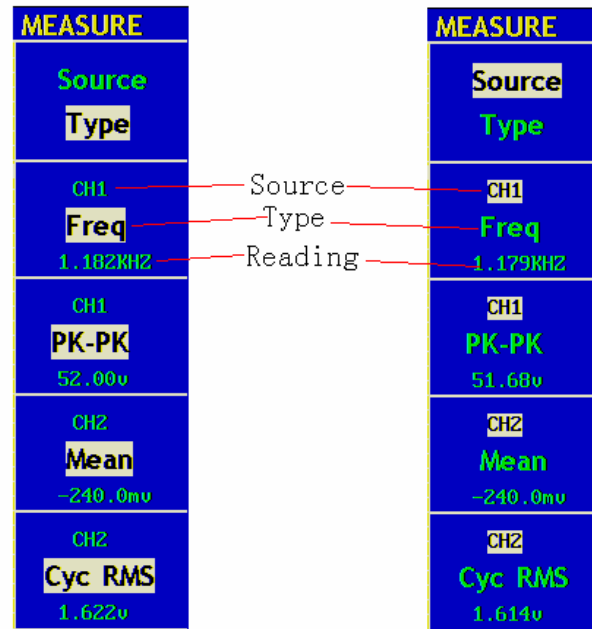 MEASURE
Source
Type
CH1
Freq
1.182KHZ
CH1
PK-PK
52.00v
CH2
Mean
-240.0mv
CH2
Cyc RMS
1.622v
Source
Type
Reading
MEASURE
Source
Type
CH1
Freq
1.179KHZ
CH1
PK-PK
51.68v
CH2
Mean
-240.0mv
CH2
Cyc RMS
1.614v